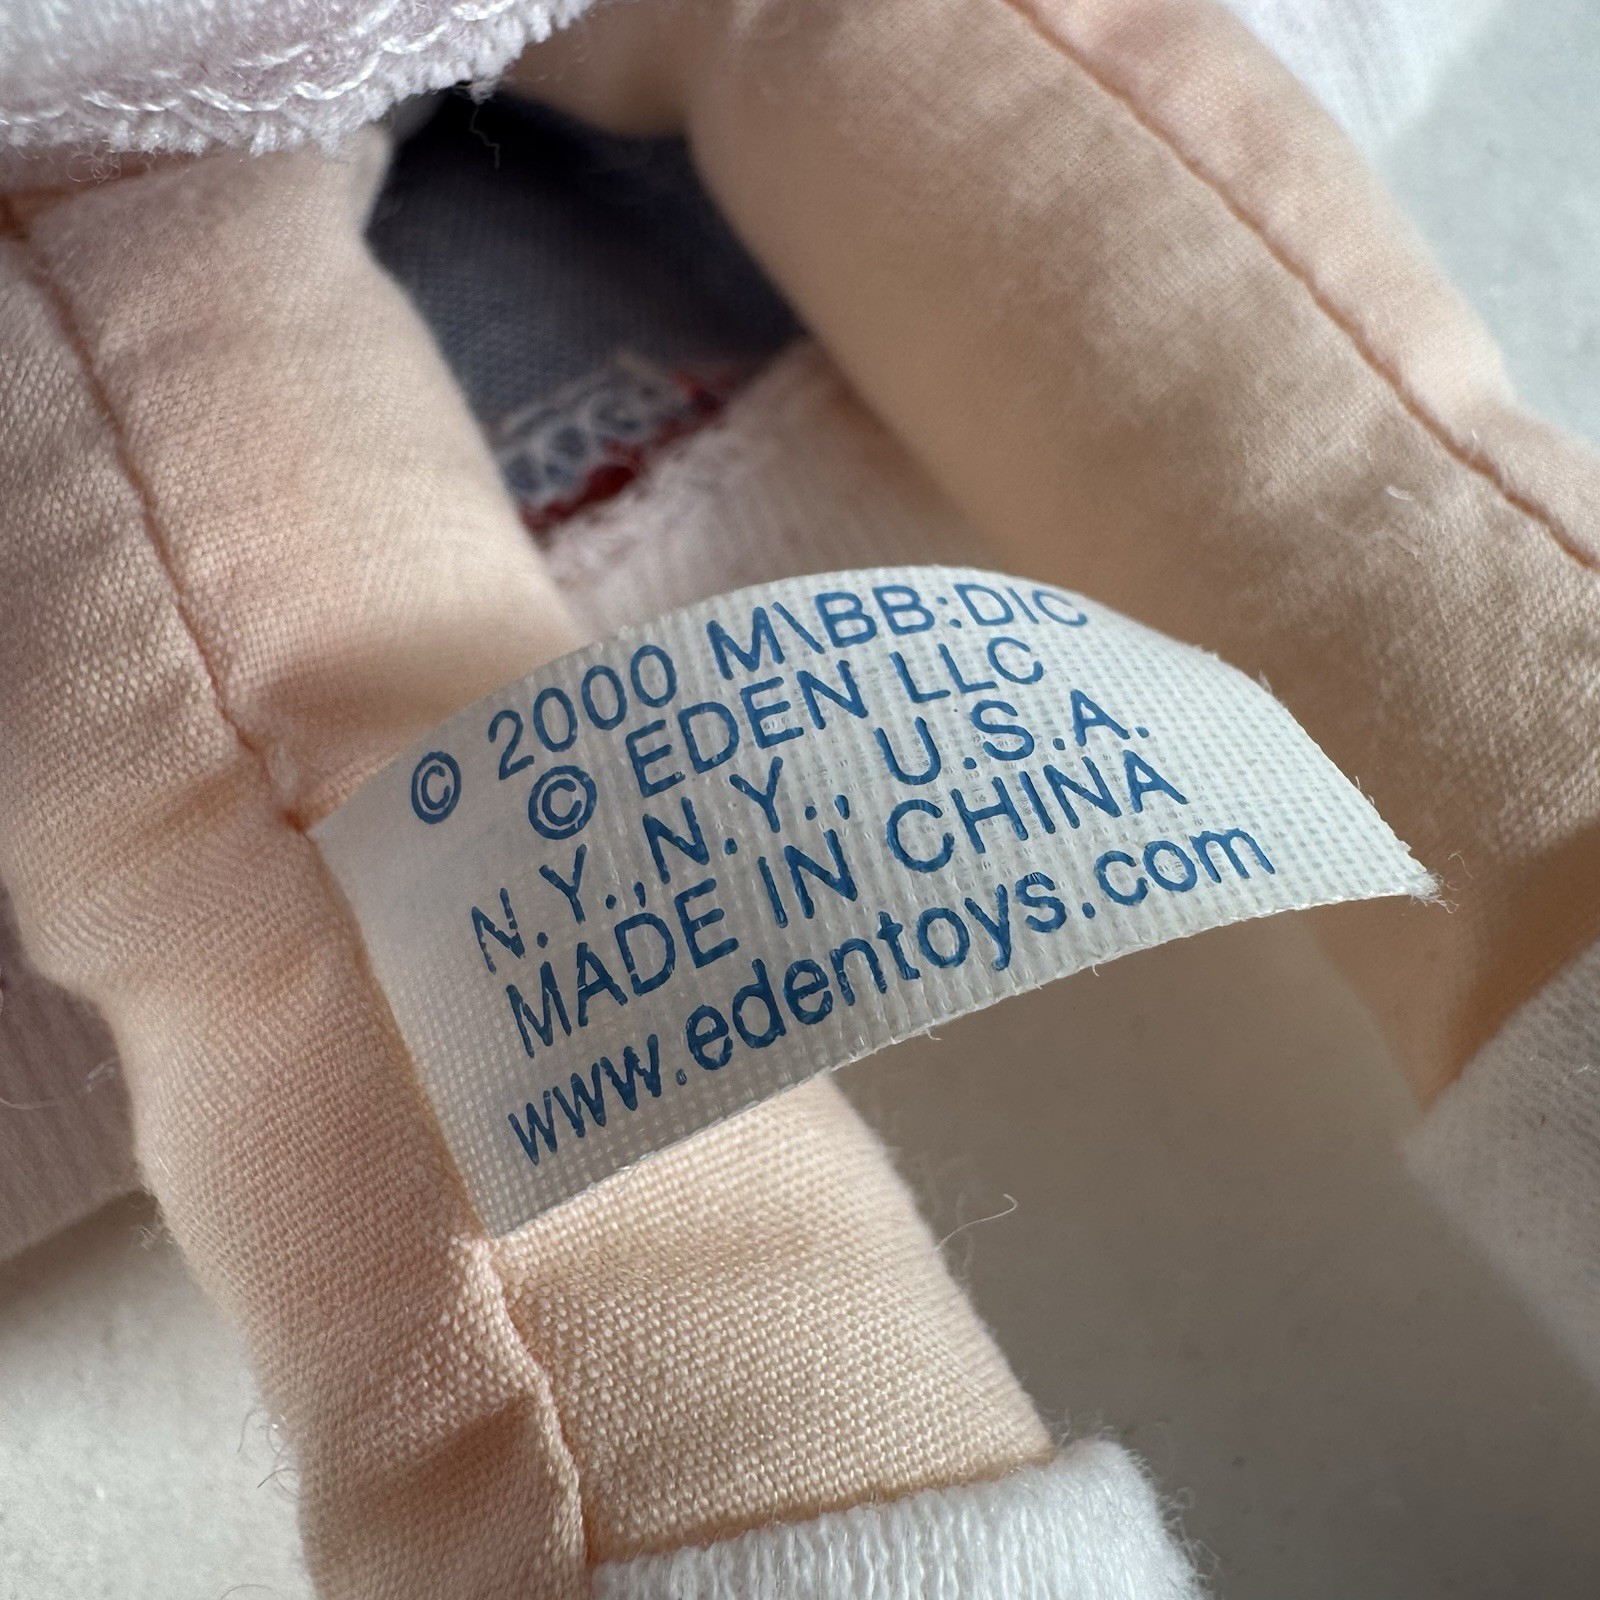 © 2000 M\BB:DIC
© EDEN LLC
N.Y., N.Y., U.S.A.
MADE IN CHINA
www.edentoys.com